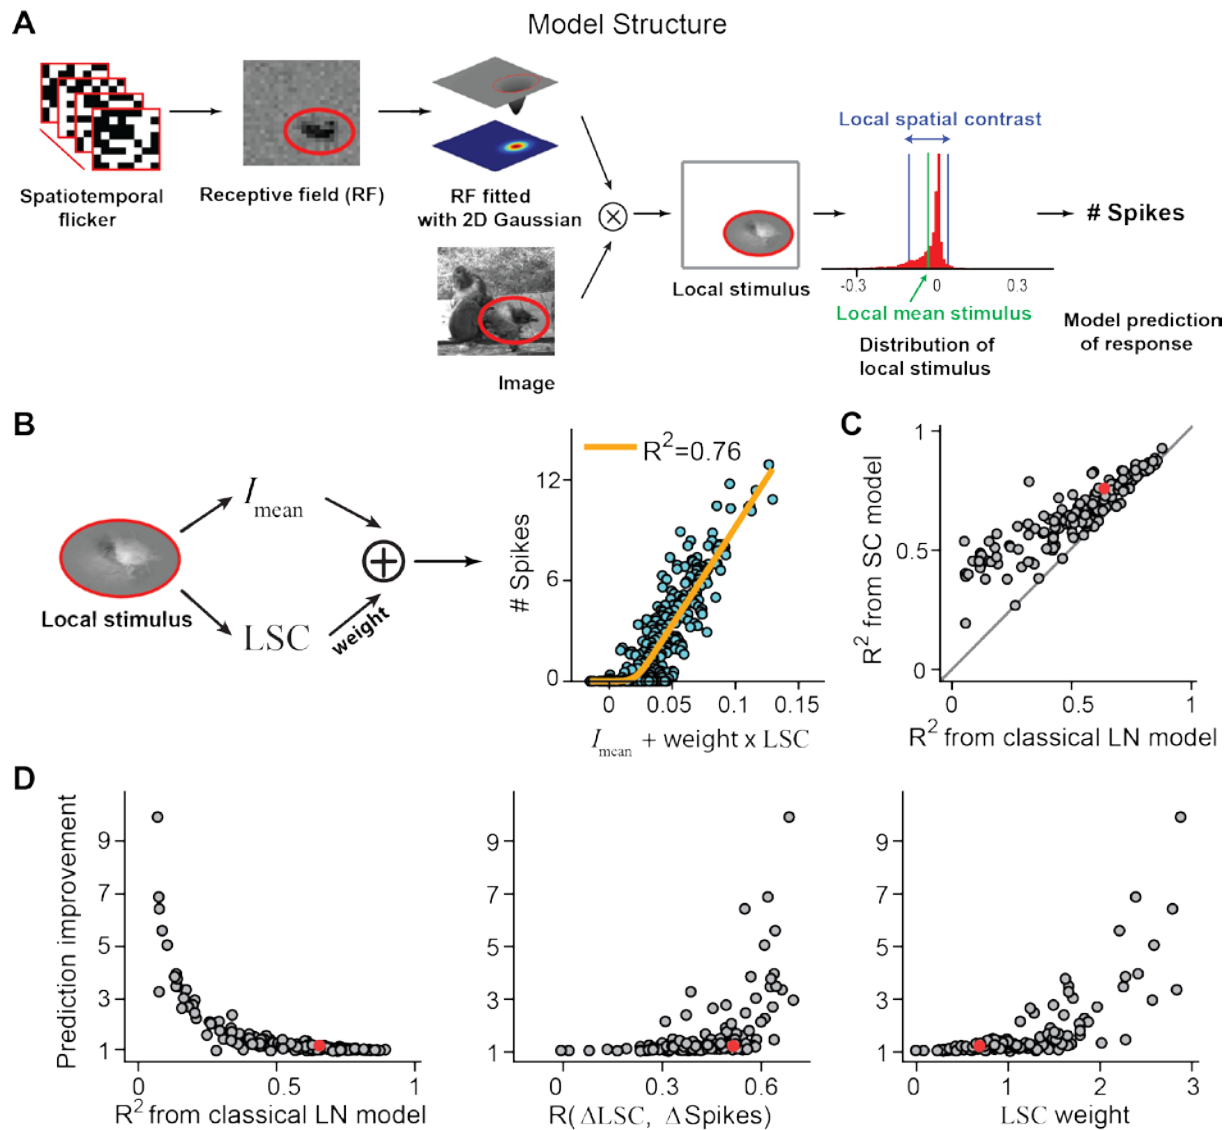 A
Model Structure
Spatiotemporal
flicker
Receptive field (RF)
RF fitted
with 2D Gaussian
Image
Local stimulus
Local spatial contrast
-0.3 0 0.3
Local mean stimulus
Distribution of
local stimulus
# Spikes
Model prediction
of response
B
Local stimulus
I mean
LSC
weight
R²=0.76
# Spikes
12
6
0
0 0.05 0.1 0.15
I mean + weight x LSC
C
R² from SC model
1
0.5
0
0 0.5 1
R² from classical LN model
D
Prediction improvement
9
7
5
3
1
0 0.5 1
R² from classical LN model
9
7
5
3
1
0 0.3 0.6
R(ΔLSC, ΔSpikes)
9
7
5
3
1
0 1 2 3
LSC weight